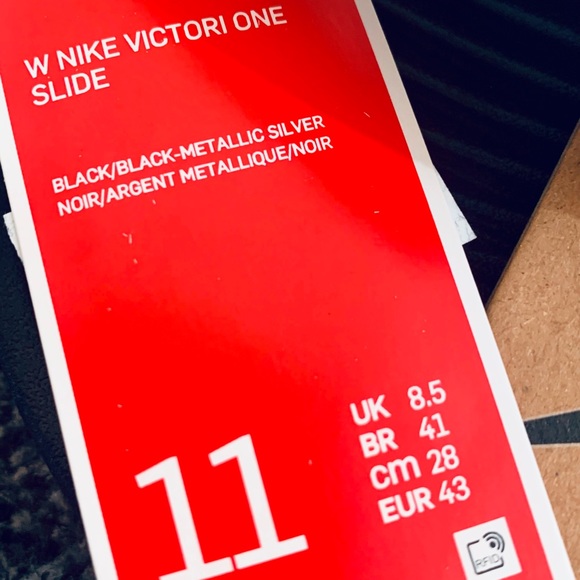 W NIKE VICTORI ONE
SLIDE
BLACK/BLACK-METALLIC SILVER
NOIR/ARGENT METALLIQUE/NOIR
11
UK 8.5
BR 41
cm 28
EUR 43
RFID